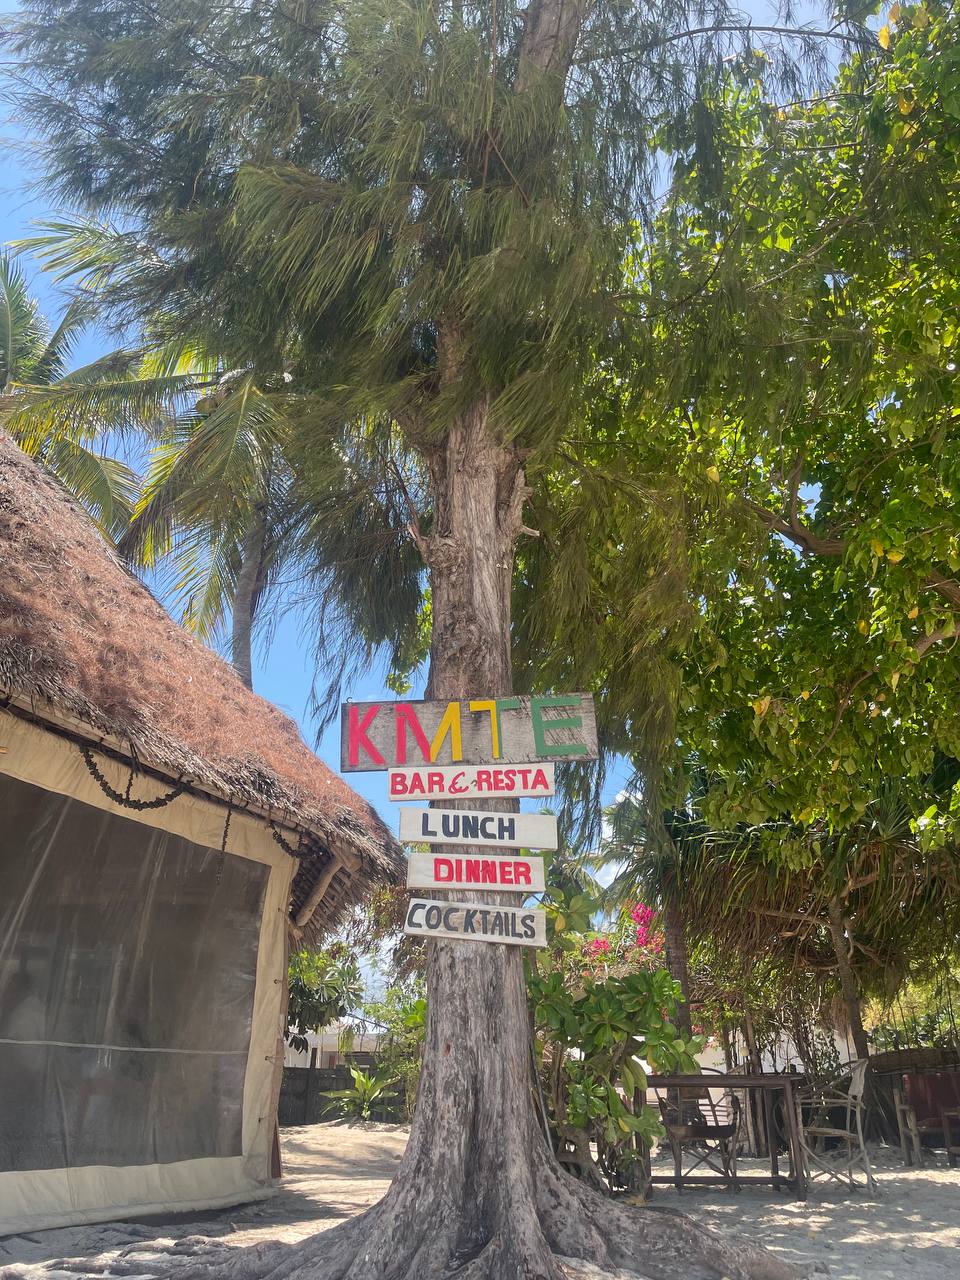 KMTE
BAR & RESTA
LUNCH
DINNER
COCKTAILS